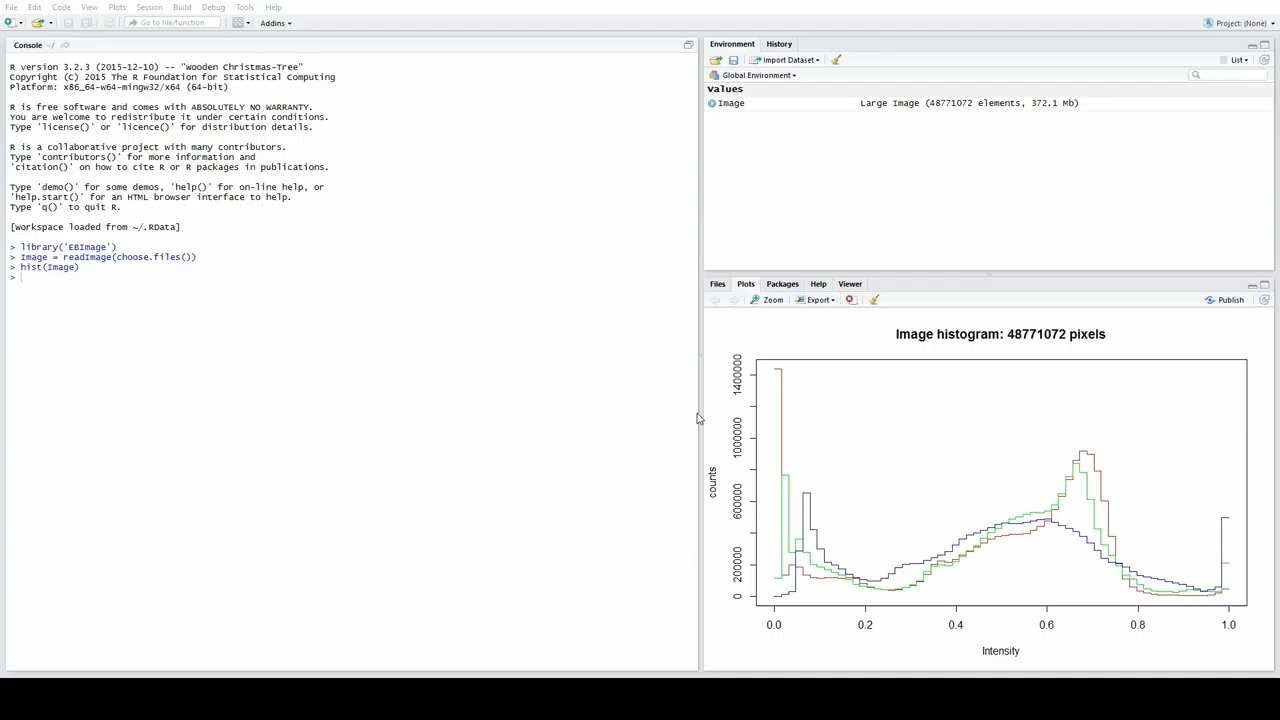 File Edit Code View Plots Session Build Debug Tools Help
Go to file/function Addins Project: (None)
Console ~/
R version 3.2.3 (2015-12-10) -- "Wooden Christmas-Tree"
Copyright (C) 2015 The R Foundation for Statistical Computing
Platform: x86_64-w64-mingw32/x64 (64-bit)
R is free software and comes with ABSOLUTELY NO WARRANTY.
You are welcome to redistribute it under certain conditions.
Type 'license()' or 'licence()' for distribution details.
R is a collaborative project with many contributors.
Type 'contributors()' for more information and
'citation()' on how to cite R or R packages in publications.
Type 'demo()' for some demos, 'help()' for on-line help, or
'help.start()' for an HTML browser interface to help.
Type 'q()' to quit R.
[Workspace loaded from ~/.RData]
> library('EBImage')
> Image = readImage(choose.files())
> hist(Image)
>
Environment History
Import Dataset List
Global Environment
Values
Image Large Image (48771072 elements, 372.1 Mb)
Files Plots Packages Help Viewer
Zoom Export Publish
Image histogram: 48771072 pixels
counts
1400000
1000000
600000
200000
0
0.0 0.2 0.4 0.6 0.8 1.0
Intensity